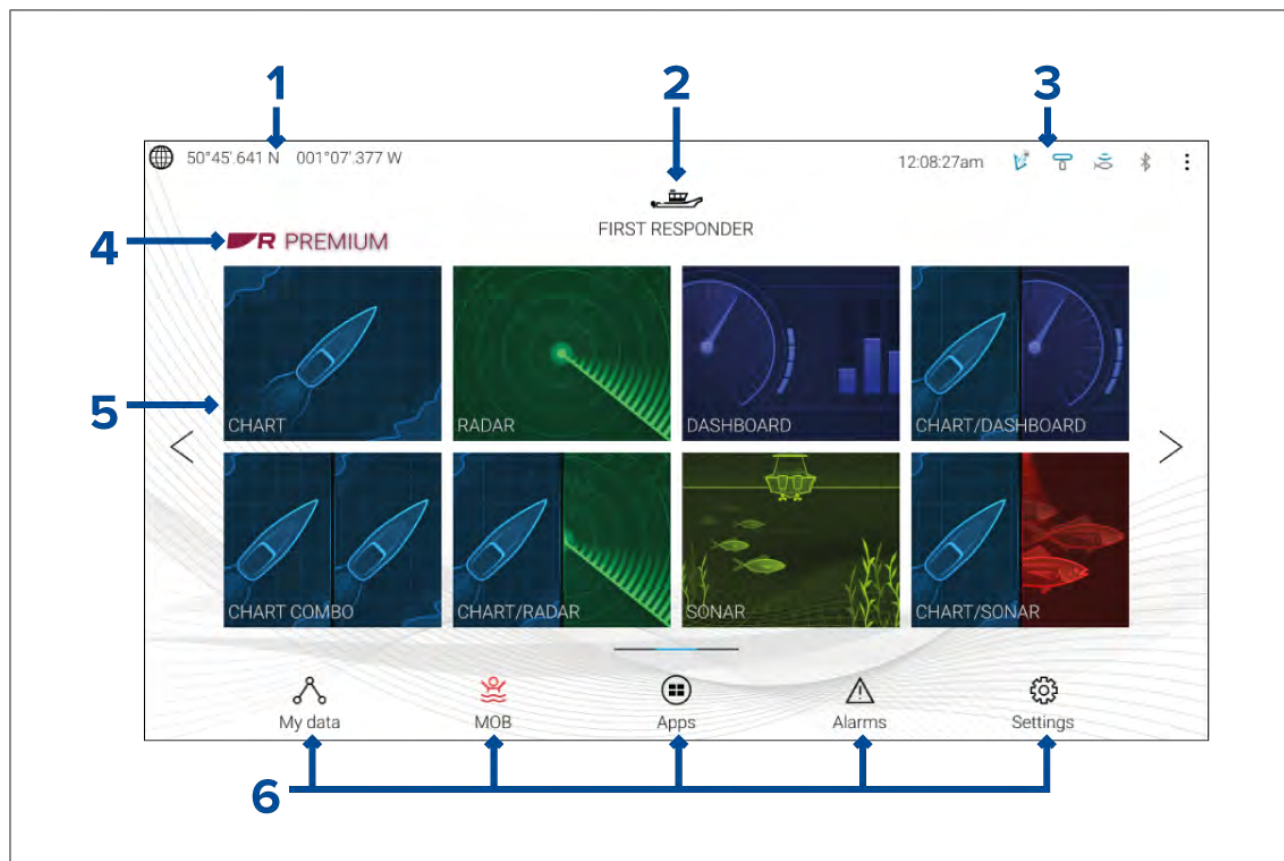 1 2 3
50°45'.641 N 001°07'.377 W 12:08:27am
FIRST RESPONDER
4 R PREMIUM
5
CHART RADAR DASHBOARD CHART/DASHBOARD
CHART COMBO CHART/RADAR SONAR CHART/SONAR
My data MOB Apps Alarms Settings
6